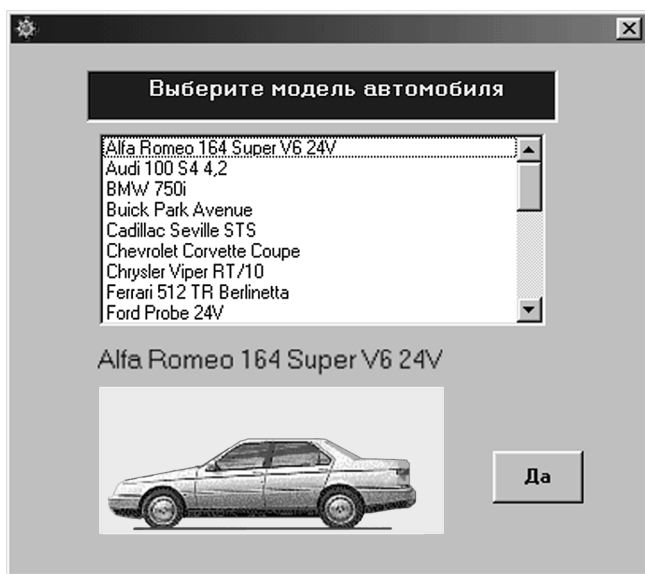 Выберите модель автомобиля
Alfa Romeo 164 Super V6 24V
Audi 100 S4 4,2
BMW 750i
Buick Park Avenue
Cadillac Seville STS
Chevrolet Corvette Coupe
Chrysler Viper RT/10
Ferrari 512 TR Berlinetta
Ford Probe 24V
Alfa Romeo 164 Super V6 24V
Да